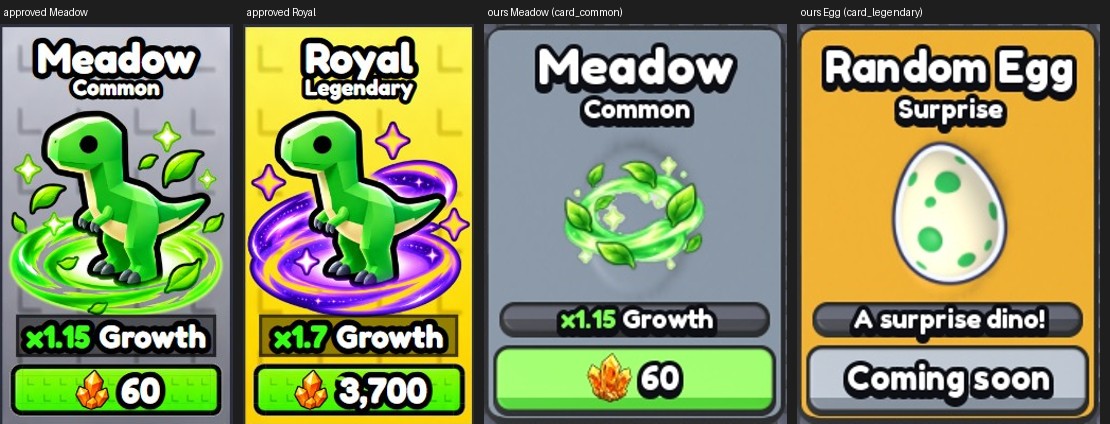 approved Meadow
Meadow
Common
x1.15 Growth
60
approved Royal
Royal
Legendary
x1.7 Growth
3,700
ours Meadow (card_common)
Meadow
Common
x1.15 Growth
60
ours Egg (card_legendary)
Random Egg
Surprise
A surprise dino!
Coming soon